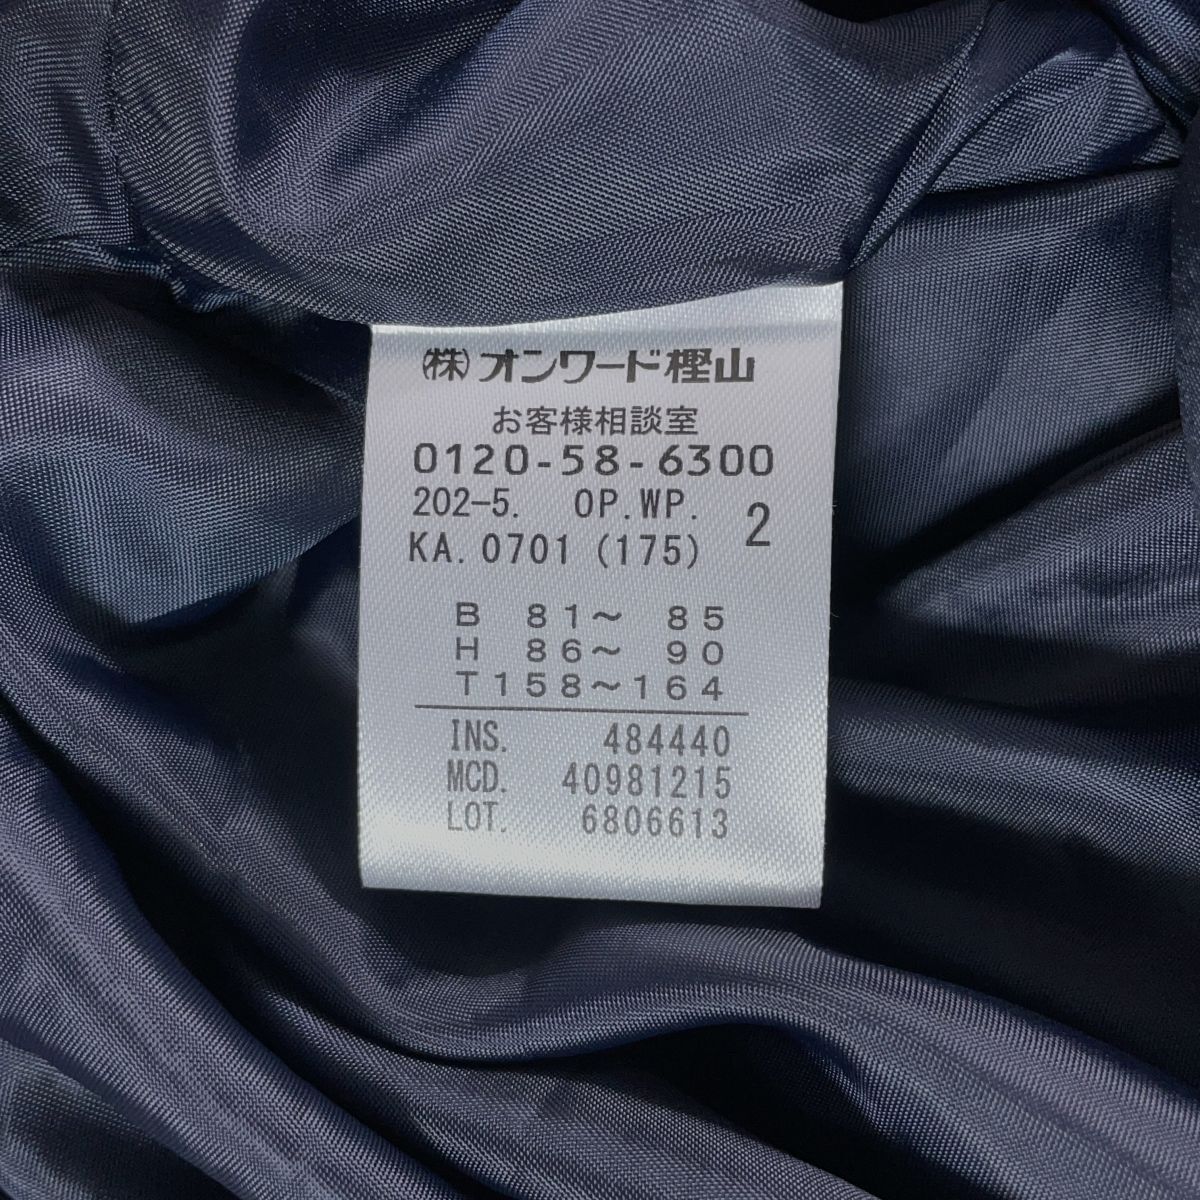 ㈱オンワード樫山
お客様相談室
0120-58-6300
202-5. OP.WP. 2
KA.0701 (175)
B 81～ 85
H 86～ 90
T158～164
INS. 484440
MCD. 40981215
LOT. 6806613